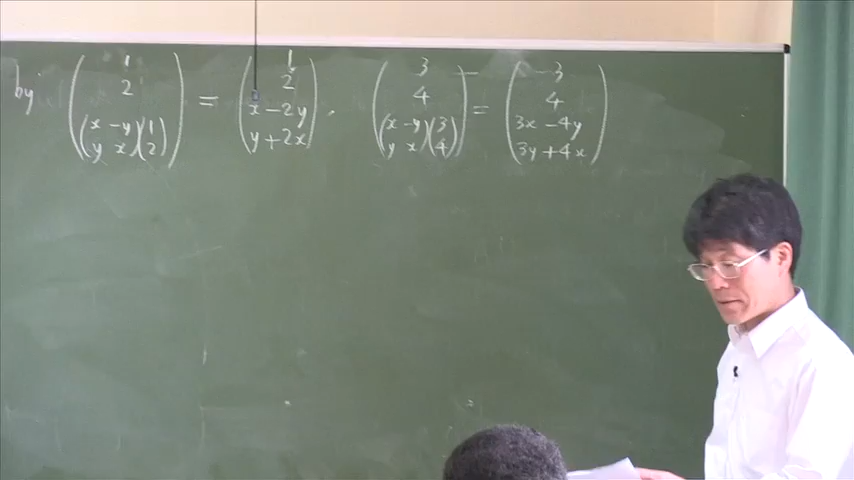 by ( 1 ) = ( 1 ) . ( 3 ) = ( -3 )
( 2 ) ( 2 ) ( 4 ) ( 4 )
( (x -y)(1) ) ( x - 2y ) ( (x -y)(3) ) ( 3x - 4y )
( (y x)(2) ) ( y + 2x ) ( (y x)(4) ) ( 3y + 4x )